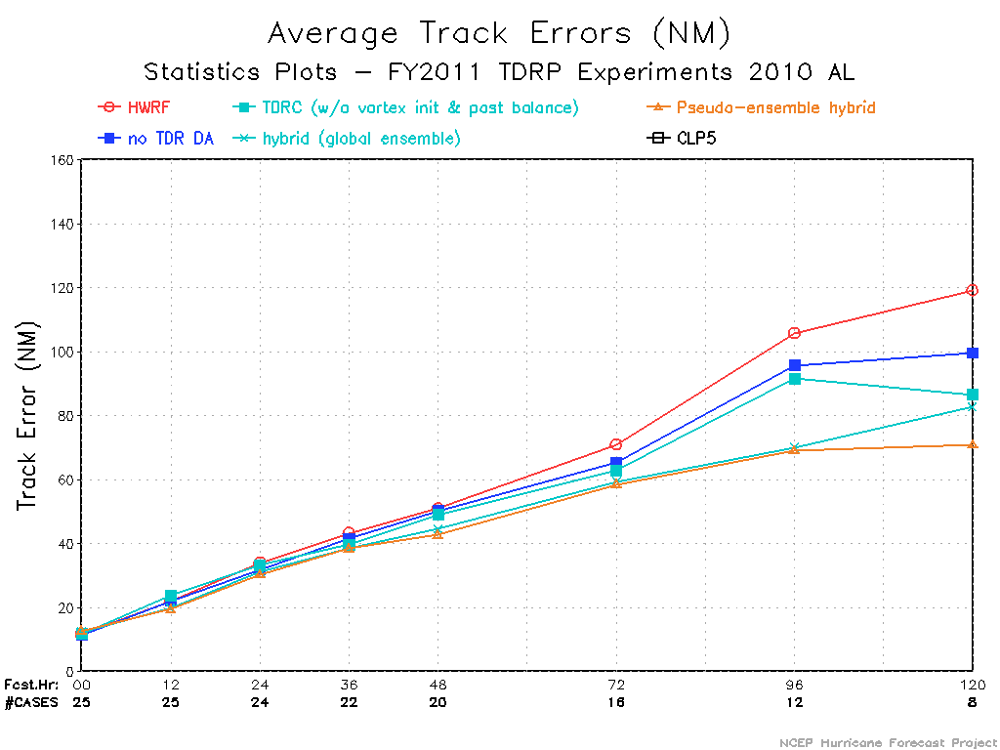 Average Track Errors (NM)
Statistics Plots – FY2011 TDRP Experiments 2010 AL
HWRF TDRC (w/a vortex init & post balance) Pseudo-ensemble hybrid
no TDR DA hybrid (global ensemble) CLP5
160
140
120
100
80
60
40
20
0
Track Error (NM)
Fcst.Hr: 00 12 24 36 48 72 96 120
#CASES 25 25 24 22 20 16 12 8
NCEP Hurricane Forecast Project